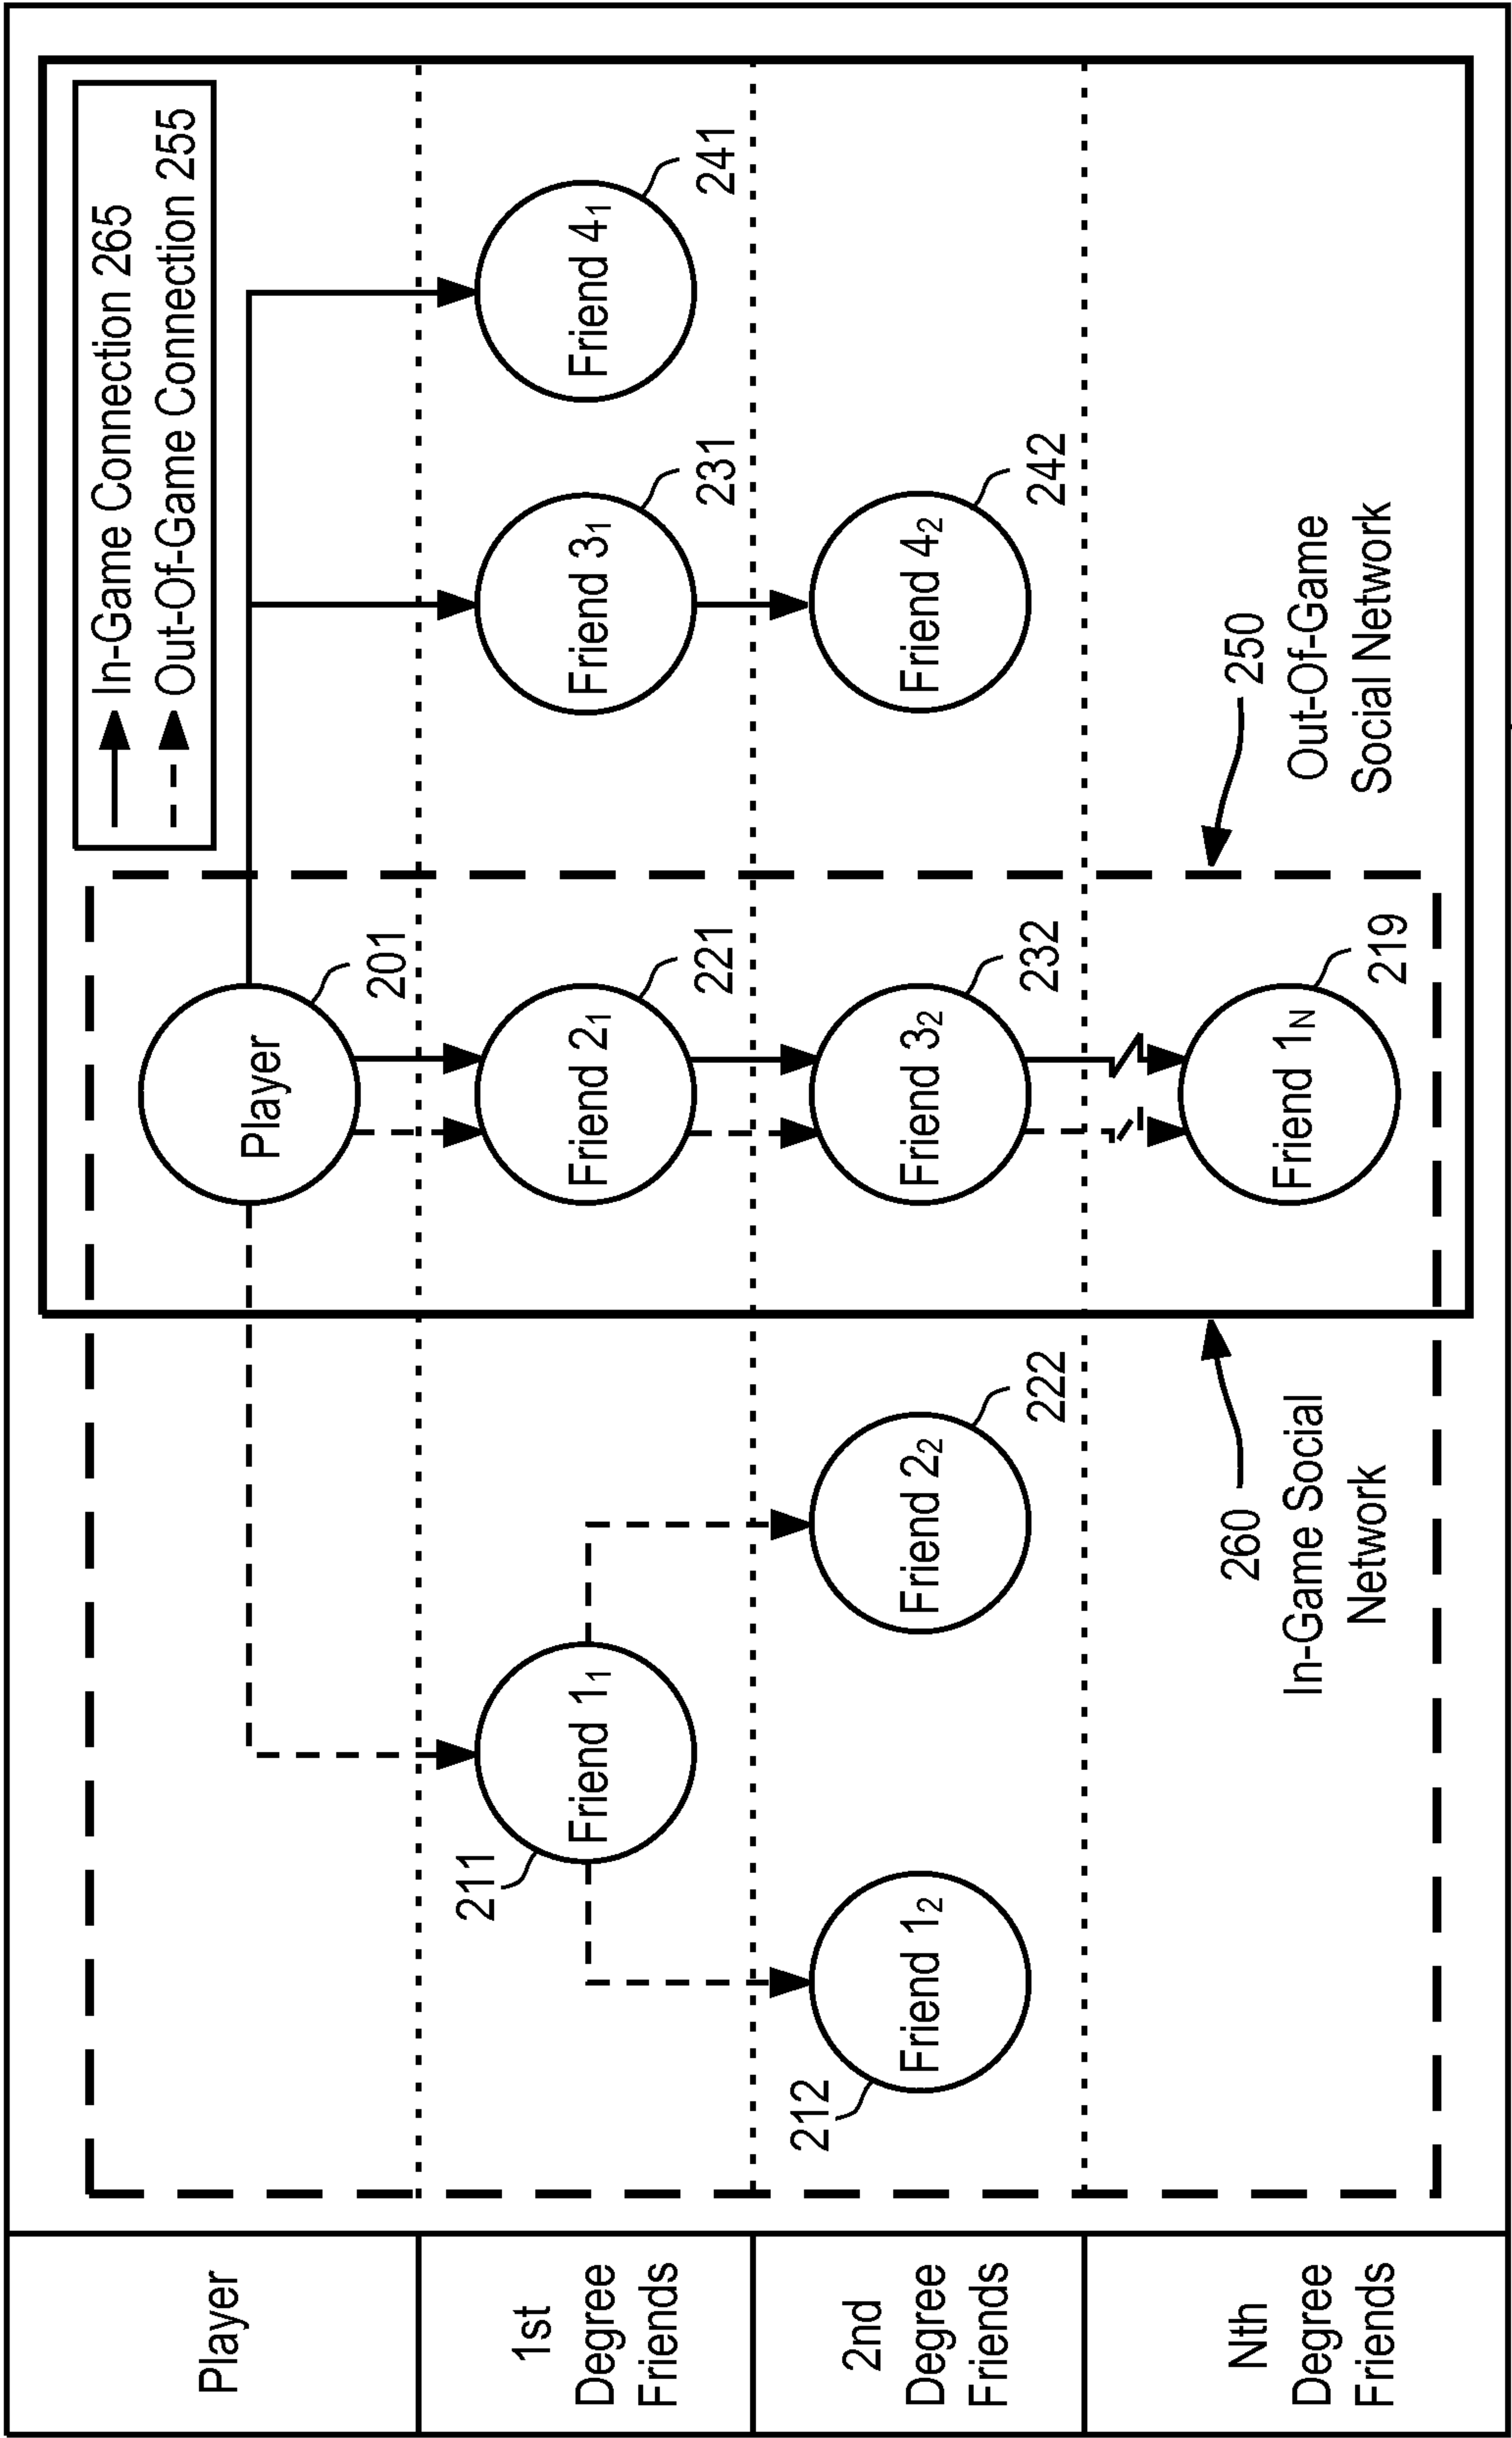 Player
1st
Degree
Friends
2nd
Degree
Friends
Nth
Degree
Friends
In-Game Connection 265
Out-Of-Game Connection 255
Player
201
211
Friend 1₁
Friend 2₁
221
Friend 3₁
231
Friend 4₁
241
212
Friend 1₂
Friend 2₂
222
Friend 3₂
232
Friend 4₂
242
260
In-Game Social
Network
Friend 1N
219
250
Out-Of-Game
Social Network